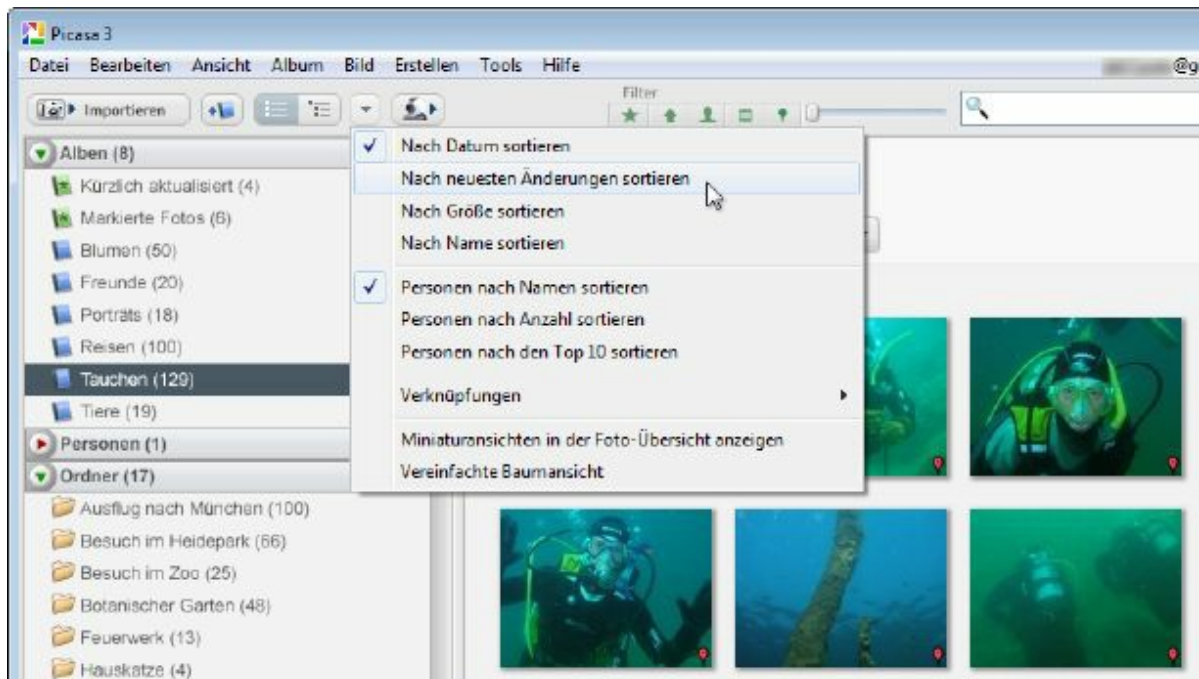 Picasa 3
Datei Bearbeiten Ansicht Album Bild Erstellen Tools Hilfe
@g
Importieren
Filter
Alben (8)
Kürzlich aktualisiert (4)
Markierte Fotos (6)
Blumen (50)
Freunde (20)
Porträts (18)
Reisen (100)
Tauchen (129)
Tiere (19)
Personen (1)
Ordner (17)
Ausflug nach München (100)
Besuch im Heidepark (66)
Besuch im Zoo (25)
Botanischer Garten (48)
Feuerwerk (13)
Hauskatze (4)
Nach Datum sortieren
Nach neuesten Änderungen sortieren
Nach Größe sortieren
Nach Name sortieren
Personen nach Namen sortieren
Personen nach Anzahl sortieren
Personen nach den Top 10 sortieren
Verknüpfungen
Miniaturansichten in der Foto-Übersicht anzeigen
Vereinfachte Baumansicht